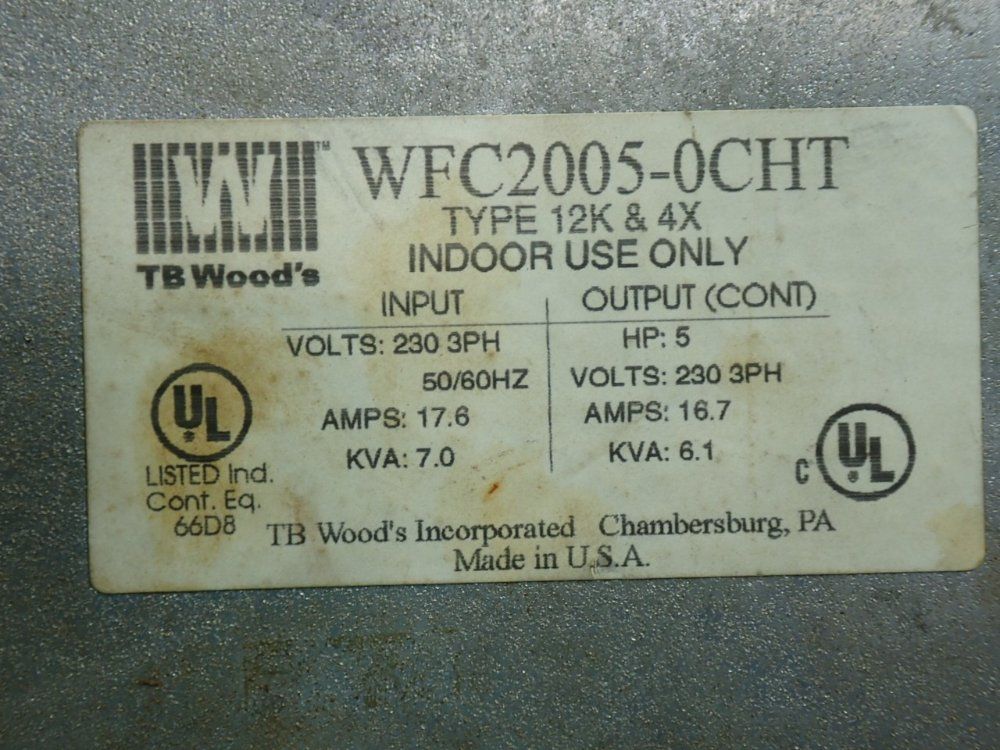 W™
TB Wood's
WFC2005-0CHT
TYPE 12K & 4X
INDOOR USE ONLY
INPUT
VOLTS: 230 3PH
50/60HZ
AMPS: 17.6
KVA: 7.0
OUTPUT (CONT)
HP: 5
VOLTS: 230 3PH
AMPS: 16.7
KVA: 6.1
UL
LISTED Ind.
Cont. Eq.
66D8
C UL
TB Wood's Incorporated Chambersburg, PA
Made in U.S.A.